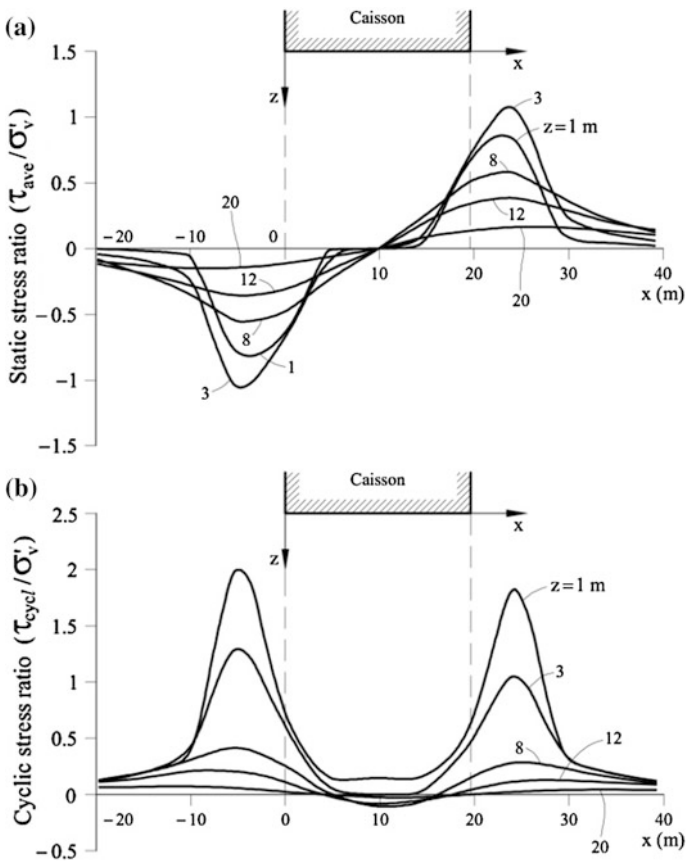 (a)
Caisson
1.5
x
z
3
1
z=1 m
8
0.5
20
12
-20
-10
0
0
10
20
30
40
x (m)
12
20
-0.5
8
1
-1
3
-1.5
Static stress ratio (τave/σ'v)
(b)
Caisson
2.5
x
z
2
z=1 m
1.5
3
1
12
8
0.5
0
-20
-10
0
10
20
30
40
20
x (m)
-0.5
Cyclic stress ratio (τcycl/σ'v)